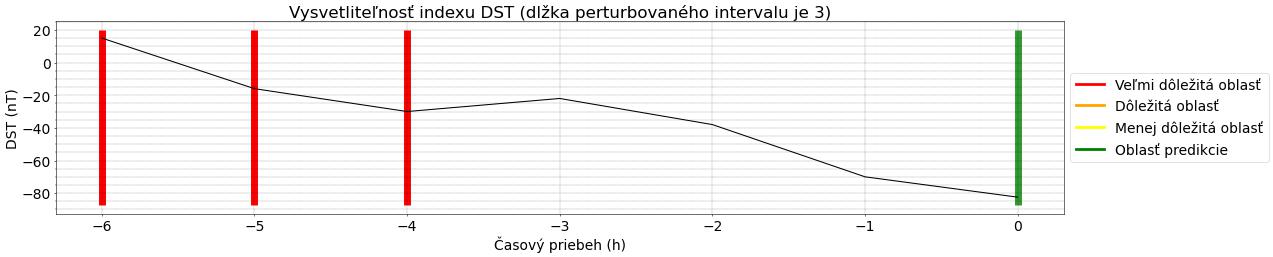 Vysvetliteľnosť indexu DST (dlžka perturbovaného intervalu je 3)
DST (nT)
20
0
−20
−40
−60
−80
−6
−5
−4
−3
−2
−1
0
Časový priebeh (h)
Veľmi dôležitá oblasť
Dôležitá oblasť
Menej dôležitá oblasť
Oblasť predikcie